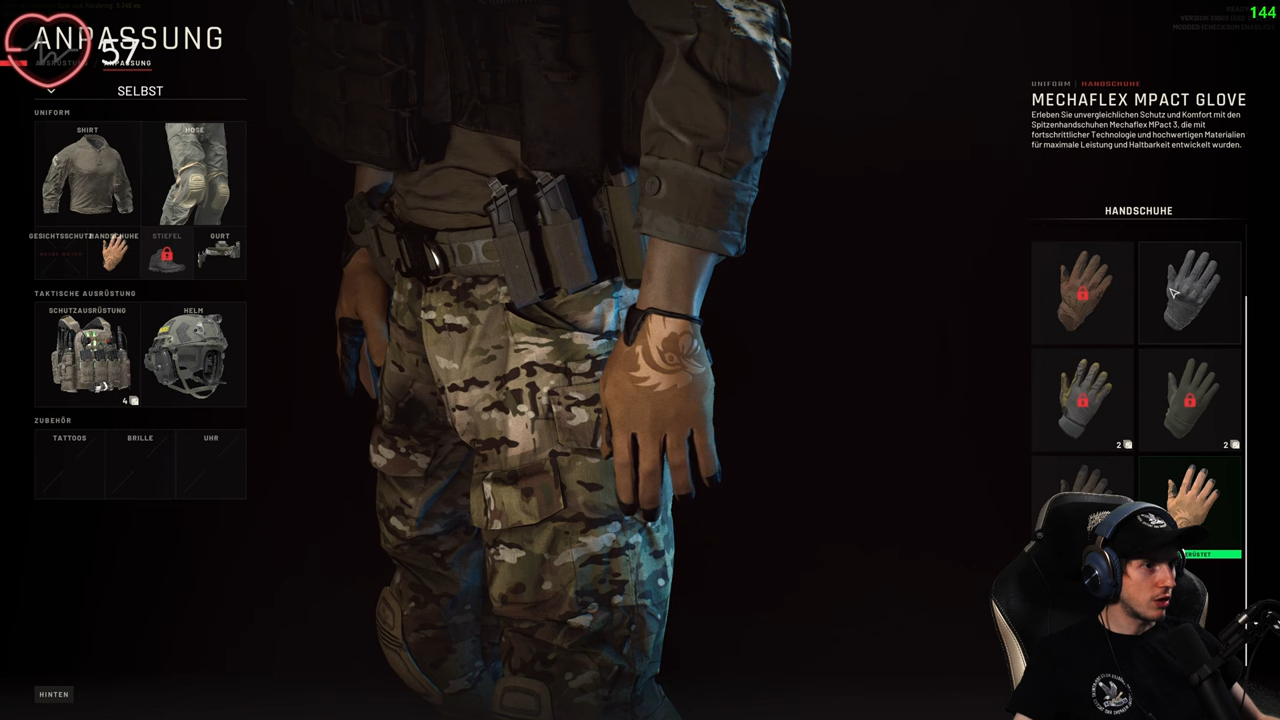 144
ANPASSUNG
57
ANPASSUNG
SELBST
UNIFORM
SHIRT
HOSE
GESICHTSSCHUTZ
HANDSCHUHE
STIEFEL
GURT
TAKTISCHE AUSRÜSTUNG
SCHUTZAUSRÜSTUNG
HELM
4
ZUBEHÖR
TATTOOS
BRILLE
UHR
HINTEN
UNIFORM | HANDSCHUHE
MECHAFLEX MPACT GLOVE
Erleben Sie unvergleichlichen Schutz und Komfort mit den
Spitzenhandschuhen Mechaflex MPact 3, die mit
fortschrittlicher Technologie und hochwertigen Materialien
für maximale Leistung und Haltbarkeit entwickelt wurden.
HANDSCHUHE
2
2